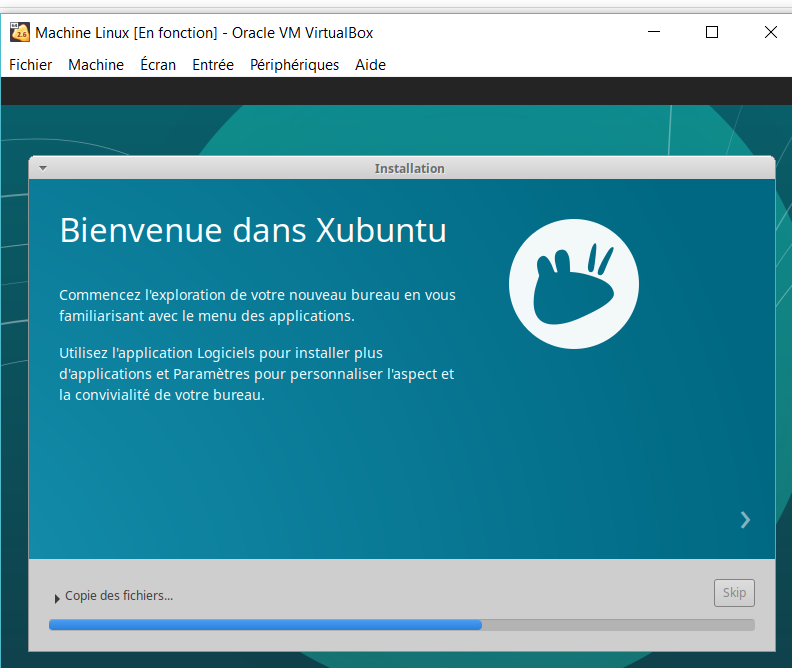 Machine Linux [En fonction] - Oracle VM VirtualBox
Fichier Machine Écran Entrée Périphériques Aide
Installation
Bienvenue dans Xubuntu
Commencez l'exploration de votre nouveau bureau en vous
familiarisant avec le menu des applications.
Utilisez l'application Logiciels pour installer plus
d'applications et Paramètres pour personnaliser l'aspect et
la convivialité de votre bureau.
Copie des fichiers...
Skip